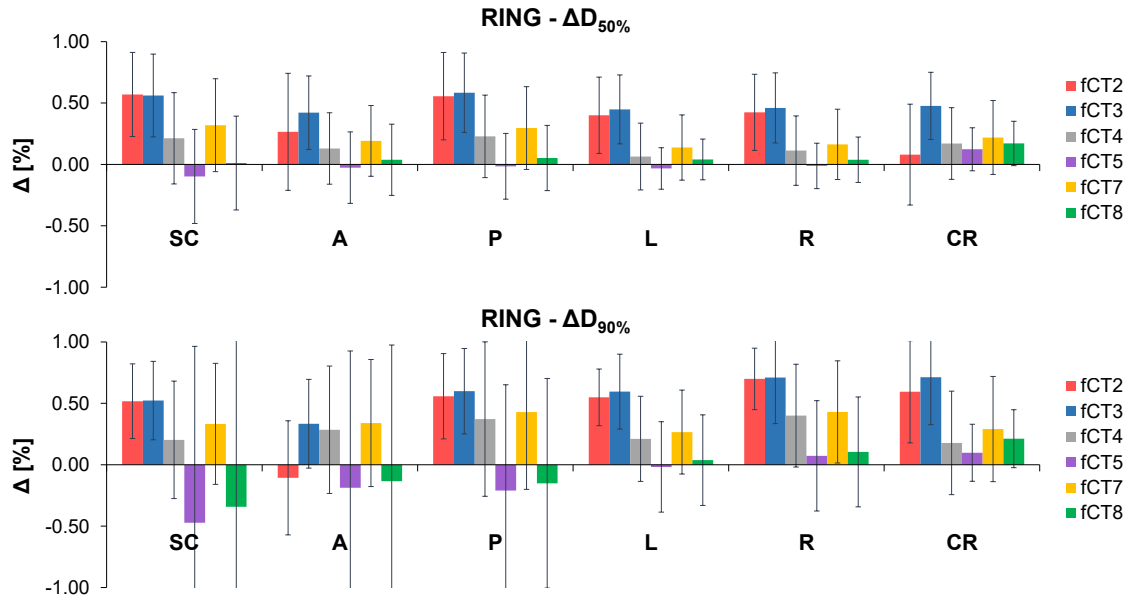 RING - ΔD50%
1.00
0.50
0.00
-0.50
-1.00
Δ [%]
SC A P L R CR
fCT2
fCT3
fCT4
fCT5
fCT7
fCT8
RING - ΔD90%
1.00
0.50
0.00
-0.50
-1.00
Δ [%]
SC A P L R CR
fCT2
fCT3
fCT4
fCT5
fCT7
fCT8